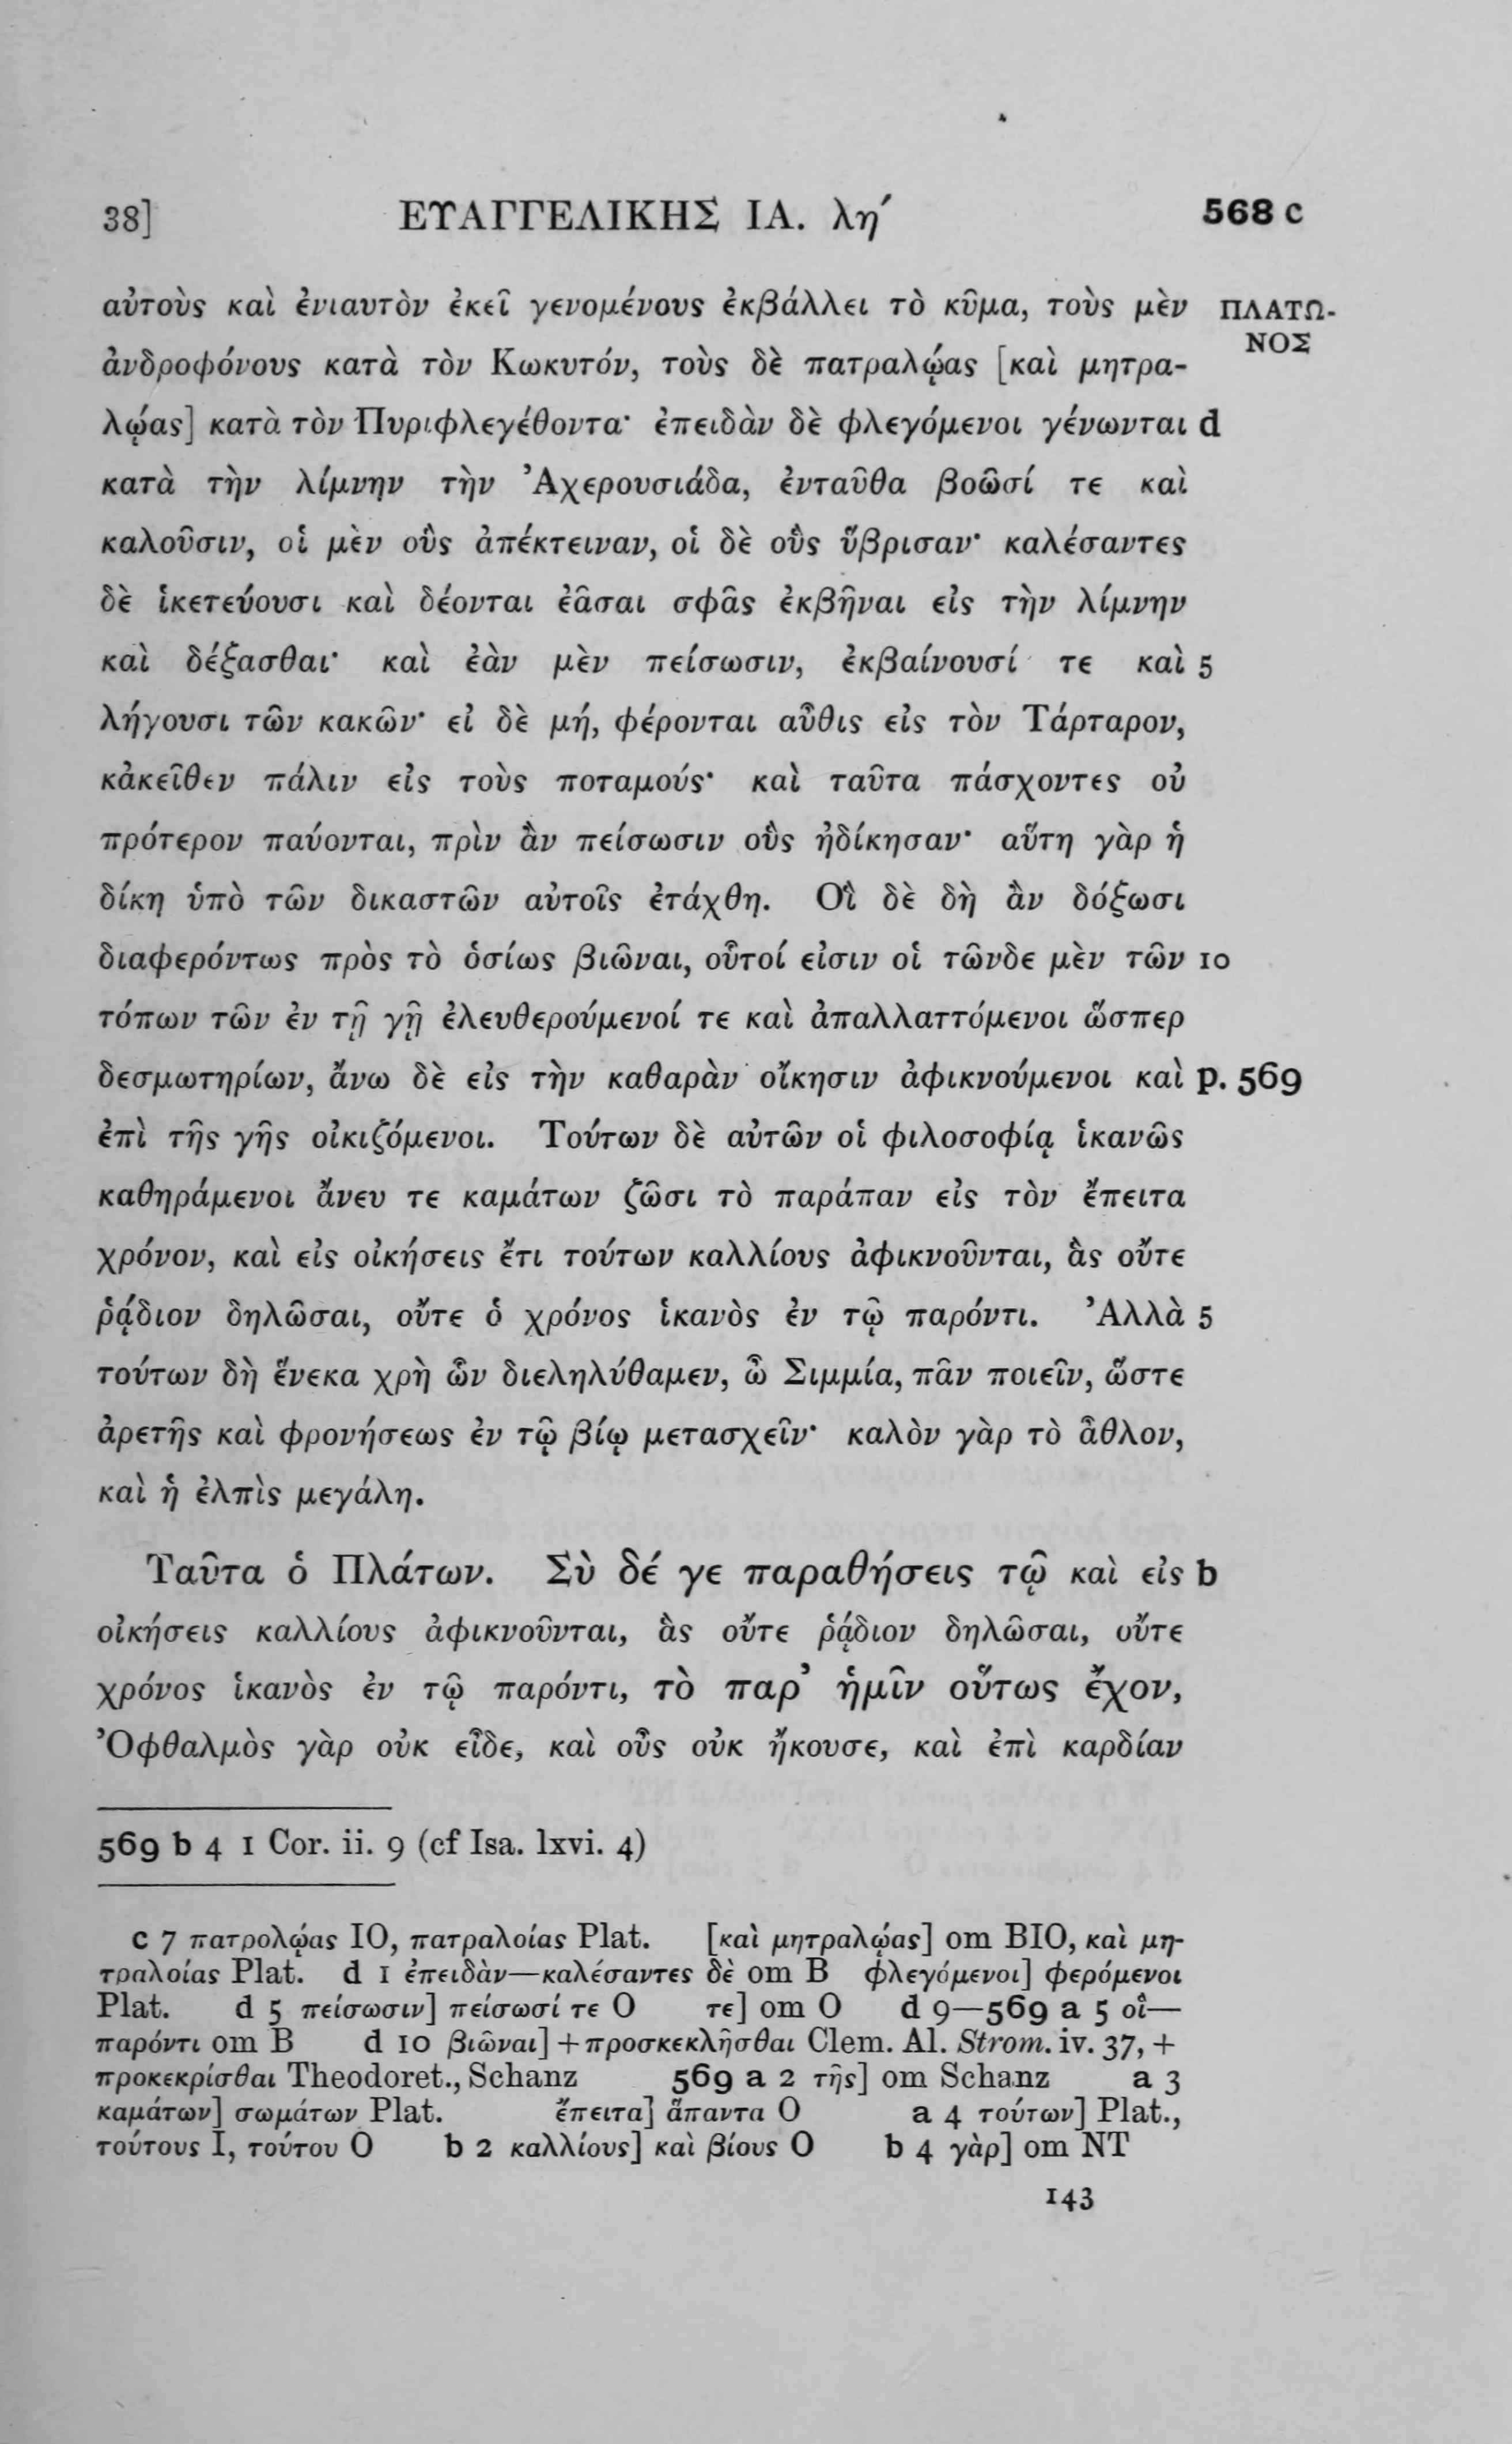 38] ΕΥΑΓΓΕΛΙΚΗΣ ΙΑ. λη´ 568 c
αὐτοὺς καὶ ἐνιαυτὸν ἐκεῖ γενομένους ἐκβάλλει τὸ κῦμα, τοὺς μὲν ΠΛΑΤΩ-
ΝΟΣ
ἀνδροφόνους κατὰ τὸν Κωκυτόν, τοὺς δὲ πατραλῴας [καὶ μητρα-
λῴας] κατὰ τὸν Πυριφλεγέθοντα· ἐπειδὰν δὲ φλεγόμενοι γένωνται d
κατὰ τὴν λίμνην τὴν Ἀχερουσιάδα, ἐνταῦθα βοῶσί τε καὶ
καλοῦσιν, οἱ μὲν οὓς ἀπέκτειναν, οἱ δὲ οὓς ὕβρισαν· καλέσαντες
δὲ ἱκετεύουσι καὶ δέονται ἐᾶσαι σφᾶς ἐκβῆναι εἰς τὴν λίμνην
καὶ δέξασθαι· καὶ ἐὰν μὲν πείσωσιν, ἐκβαίνουσί τε καὶ 5
λήγουσι τῶν κακῶν· εἰ δὲ μή, φέρονται αὖθις εἰς τὸν Τάρταρον,
κἀκεῖθεν πάλιν εἰς τοὺς ποταμούς· καὶ ταῦτα πάσχοντες οὐ
πρότερον παύονται, πρὶν ἂν πείσωσιν οὓς ἠδίκησαν· αὕτη γὰρ ἡ
δίκη ὑπὸ τῶν δικαστῶν αὐτοῖς ἐτάχθη. Οἳ δὲ δὴ ἂν δόξωσι
διαφερόντως πρὸς τὸ ὁσίως βιῶναι, οὗτοί εἰσιν οἱ τῶνδε μὲν τῶν 10
τόπων τῶν ἐν τῇ γῇ ἐλευθερούμενοί τε καὶ ἀπαλλαττόμενοι ὥσπερ
δεσμωτηρίων, ἄνω δὲ εἰς τὴν καθαρὰν οἴκησιν ἀφικνούμενοι καὶ p. 569
ἐπὶ τῆς γῆς οἰκιζόμενοι. Τούτων δὲ αὐτῶν οἱ φιλοσοφίᾳ ἱκανῶς
καθηράμενοι ἄνευ τε καμάτων ζῶσι τὸ παράπαν εἰς τὸν ἔπειτα
χρόνον, καὶ εἰς οἰκήσεις ἔτι τούτων καλλίους ἀφικνοῦνται, ἃς οὔτε
ῥᾴδιον δηλῶσαι, οὔτε ὁ χρόνος ἱκανὸς ἐν τῷ παρόντι. Ἀλλὰ 5
τούτων δὴ ἕνεκα χρὴ ὧν διεληλύθαμεν, ὦ Σιμμία, πᾶν ποιεῖν, ὥστε
ἀρετῆς καὶ φρονήσεως ἐν τῷ βίῳ μετασχεῖν· καλὸν γὰρ τὸ ἆθλον,
καὶ ἡ ἐλπὶς μεγάλη.
Ταῦτα ὁ Πλάτων. Σὺ δέ γε παραθήσεις τῷ καὶ εἰς b
οἰκήσεις καλλίους ἀφικνοῦνται, ἃς οὔτε ῥᾴδιον δηλῶσαι, οὔτε
χρόνος ἱκανὸς ἐν τῷ παρόντι, τὸ παρ’ ἡμῖν οὕτως ἔχον,
Ὀφθαλμὸς γὰρ οὐκ εἶδε, καὶ οὖς οὐκ ἤκουσε, καὶ ἐπὶ καρδίαν
569 b 4 1 Cor. ii. 9 (cf Isa. lxvi. 4)
c 7 πατρολῴας IO, πατραλοίας Plat. [καὶ μητραλῴας] om BIO, καὶ μη-
τραλοίας Plat. d 1 ἐπειδὰν—καλέσαντες δὲ om B φλεγόμενοι] φερόμενοι
Plat. d 5 πείσωσιν] πείσωσί τε O τε] om O d 9—569 a 5 οἳ—
παρόντι om B d 10 βιῶναι] + προσκεκλῆσθαι Clem. Al. Strom. iv. 37, +
προκεκρίσθαι Theodoret., Schanz 569 a 2 τῆς] om Schanz a 3
καμάτων] σωμάτων Plat. ἔπειτα] ἅπαντα O a 4 τούτων] Plat.,
τούτους I, τούτου O b 2 καλλίους] καὶ βίους O b 4 γὰρ] om NT
143